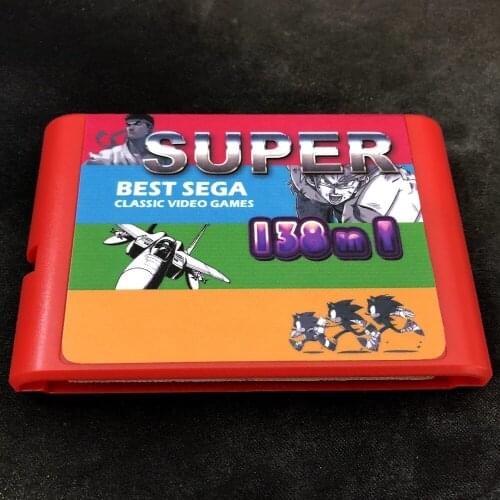 SUPER
BEST SEGA
CLASSIC VIDEO GAMES
138 in 1